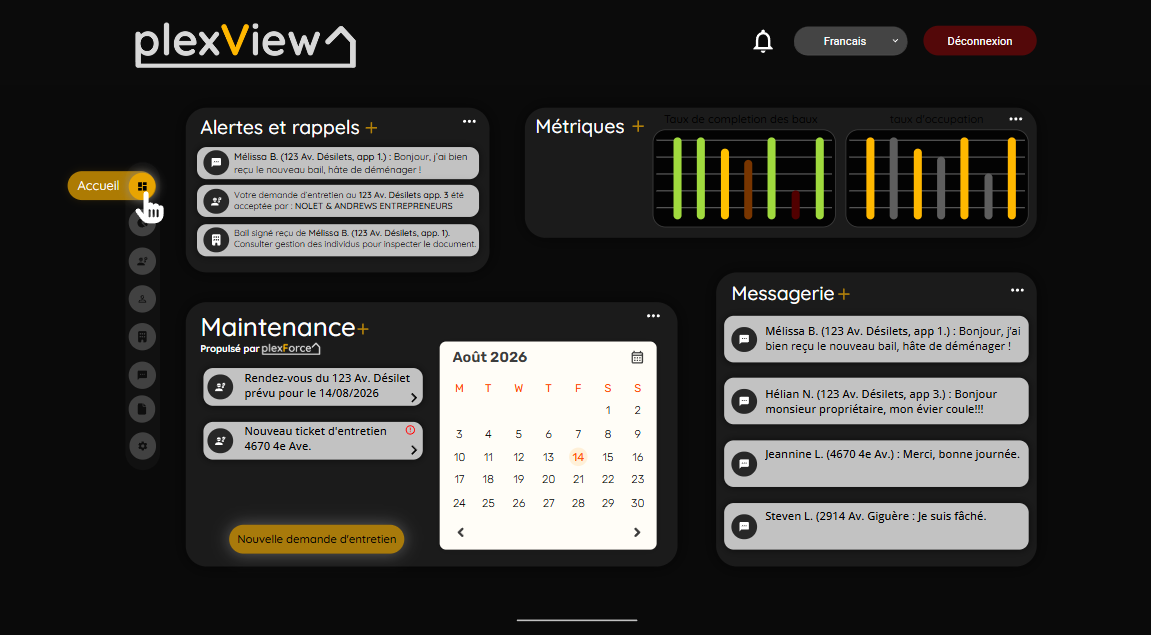 plexView
Francais
Déconnexion
Alertes et rappels +
Mélissa B. (123 Av. Désilets, app 1.) : Bonjour, j'ai bien
reçu le nouveau bail, hâte de déménager !
Votre demande d'entretien au 123 Av. Désilets app. 3 été
acceptée par : NOLET & ANDREWS ENTREPRENEURS
Bail signé reçu de Mélissa B. (123 Av. Désilets, app. 1).
Consulter gestion des individus pour inspecter le document.
Métriques +
Taux de complétion des baux
taux d'occupation
Accueil
Maintenance+
Propulsé par plexForce
Rendez-vous du 123 Av. Désilet
prévu pour le 14/08/2026
Nouveau ticket d'entretien
4670 4e Ave.
Nouvelle demande d'entretien
Août 2026
M T W T F S S
1 2
3 4 5 6 7 8 9
10 11 12 13 14 15 16
17 18 19 20 21 22 23
24 25 26 27 28 29 30
Messagerie +
Mélissa B. (123 Av. Désilets, app 1.) : Bonjour, j'ai
bien reçu le nouveau bail, hâte de déménager !
Hélian N. (123 Av. Désilets, app 3.) : Bonjour
monsieur propriétaire, mon évier coule!!!
Jeannine L. (4670 4e Av.) : Merci, bonne journée.
Steven L. (2914 Av. Giguère : Je suis fâché.